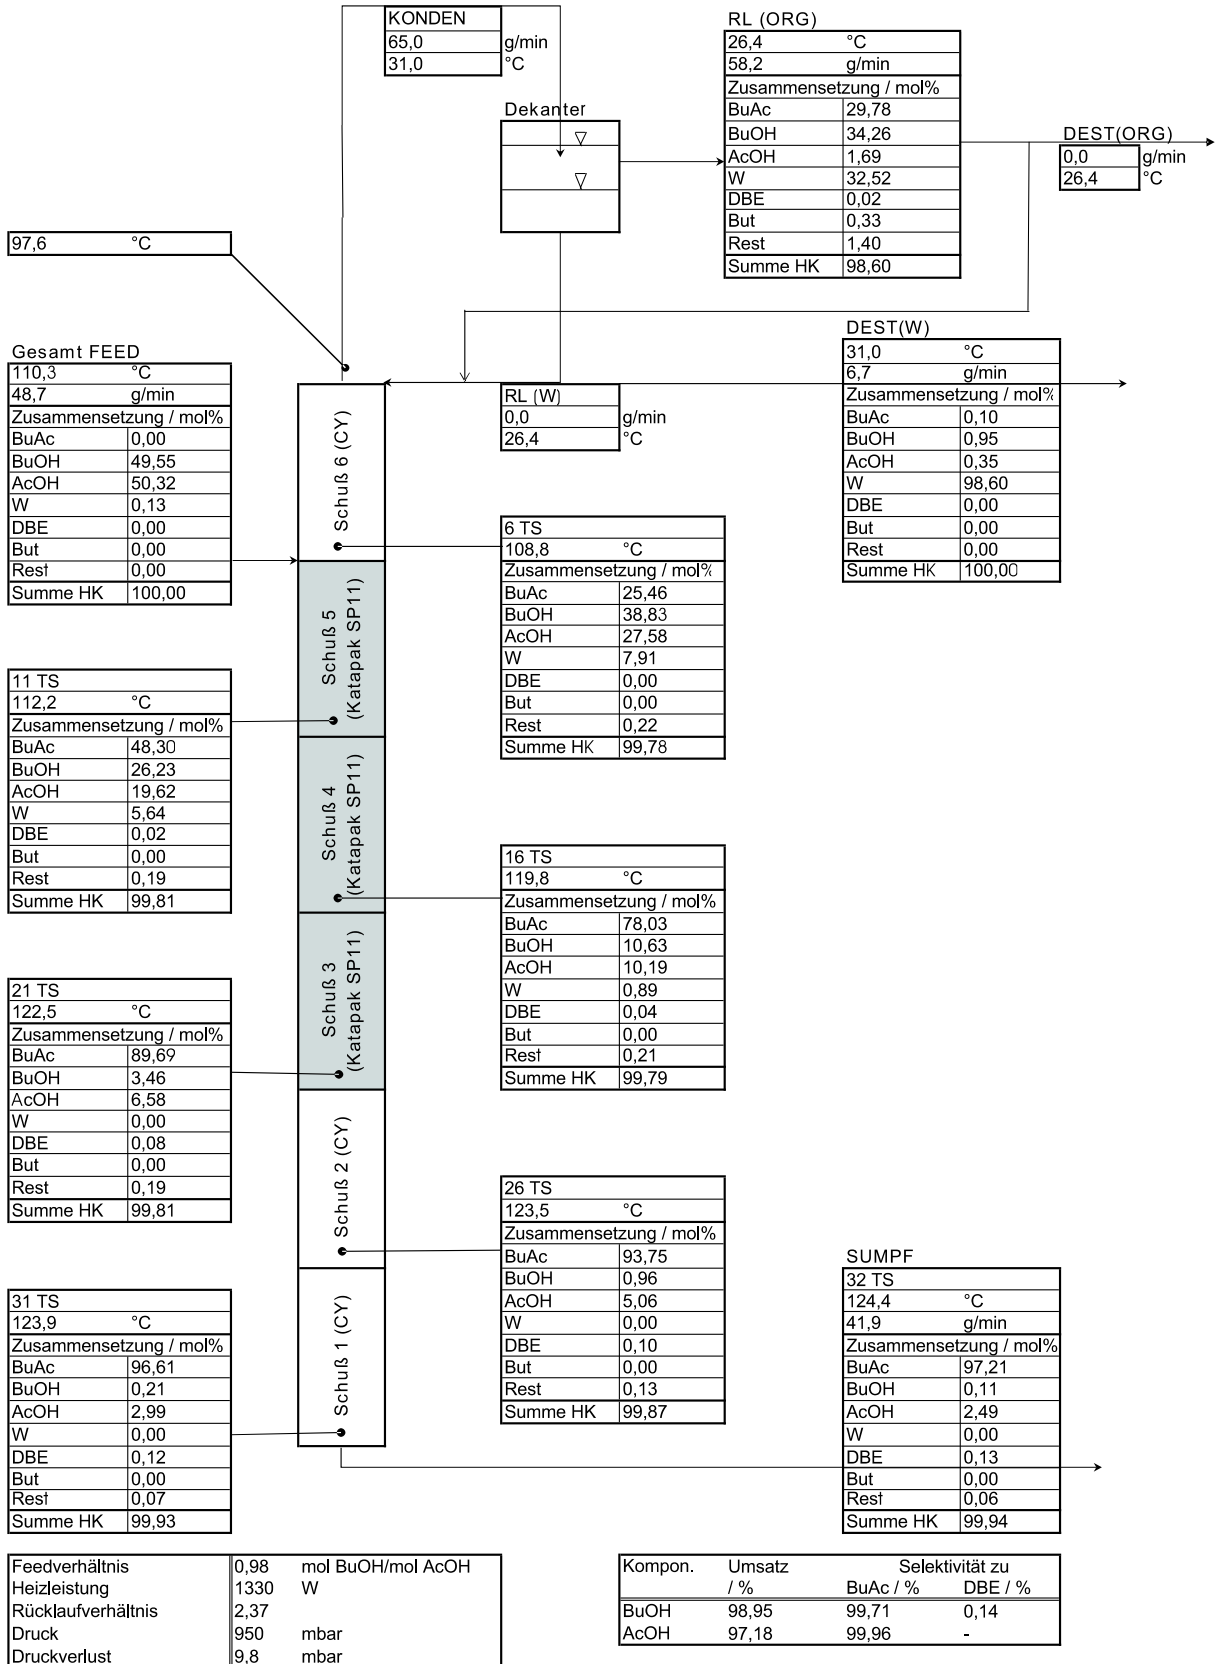 KONDEN
65,0 g/min
31,0 °C
RL (ORG)
26,4 °C
58,2 g/min
Zusammensetzung / mol%
BuAc 29,78
BuOH 34,26
AcOH 1,69
W 32,52
DBE 0,02
But 0,33
Rest 1,40
Summe HK 98,60
Dekanter
DEST(ORG)
0,0 g/min
26,4 °C
97,6 °C
Gesamt FEED
110,3 °C
48,7 g/min
Zusammensetzung / mol%
BuAc 0,00
BuOH 49,55
AcOH 50,32
W 0,13
DBE 0,00
But 0,00
Rest 0,00
Summe HK 100,00
RL (W)
0,0 g/min
26,4 °C
DEST(W)
31,0 °C
6,7 g/min
Zusammensetzung / mol%
BuAc 0,10
BuOH 0,95
AcOH 0,35
W 98,60
DBE 0,00
But 0,00
Rest 0,00
Summe HK 100,00
Schuß 6 (CY)
6 TS
108,8 °C
Zusammensetzung / mol%
BuAc 25,46
BuOH 38,83
AcOH 27,58
W 7,91
DBE 0,00
But 0,00
Rest 0,22
Summe HK 99,78
Schuß 5
(Katapak SP11)
11 TS
112,2 °C
Zusammensetzung / mol%
BuAc 48,30
BuOH 26,23
AcOH 19,62
W 5,64
DBE 0,02
But 0,00
Rest 0,19
Summe HK 99,81
Schuß 4
(Katapak SP11)
16 TS
119,8 °C
Zusammensetzung / mol%
BuAc 78,03
BuOH 10,63
AcOH 10,19
W 0,89
DBE 0,04
But 0,00
Rest 0,21
Summe HK 99,79
Schuß 3
(Katapak SP11)
21 TS
122,5 °C
Zusammensetzung / mol%
BuAc 89,69
BuOH 3,46
AcOH 6,58
W 0,00
DBE 0,08
But 0,00
Rest 0,19
Summe HK 99,81
Schuß 2 (CY)
26 TS
123,5 °C
Zusammensetzung / mol%
BuAc 93,75
BuOH 0,96
AcOH 5,06
W 0,00
DBE 0,10
But 0,00
Rest 0,13
Summe HK 99,87
Schuß 1 (CY)
31 TS
123,9 °C
Zusammensetzung / mol%
BuAc 96,61
BuOH 0,21
AcOH 2,99
W 0,00
DBE 0,12
But 0,00
Rest 0,07
Summe HK 99,93
SUMPF
32 TS
124,4 °C
41,9 g/min
Zusammensetzung / mol%
BuAc 97,21
BuOH 0,11
AcOH 2,49
W 0,00
DBE 0,13
But 0,00
Rest 0,06
Summe HK 99,94
Feedverhältnis 0,98 mol BuOH/mol AcOH
Heizleistung 1330 W
Rücklaufverhältnis 2,37
Druck 950 mbar
Druckverlust 9,8 mbar
Kompon. Umsatz Selektivität zu
/ % BuAc / % DBE / %
BuOH 98,95 99,71 0,14
AcOH 97,18 99,96 -